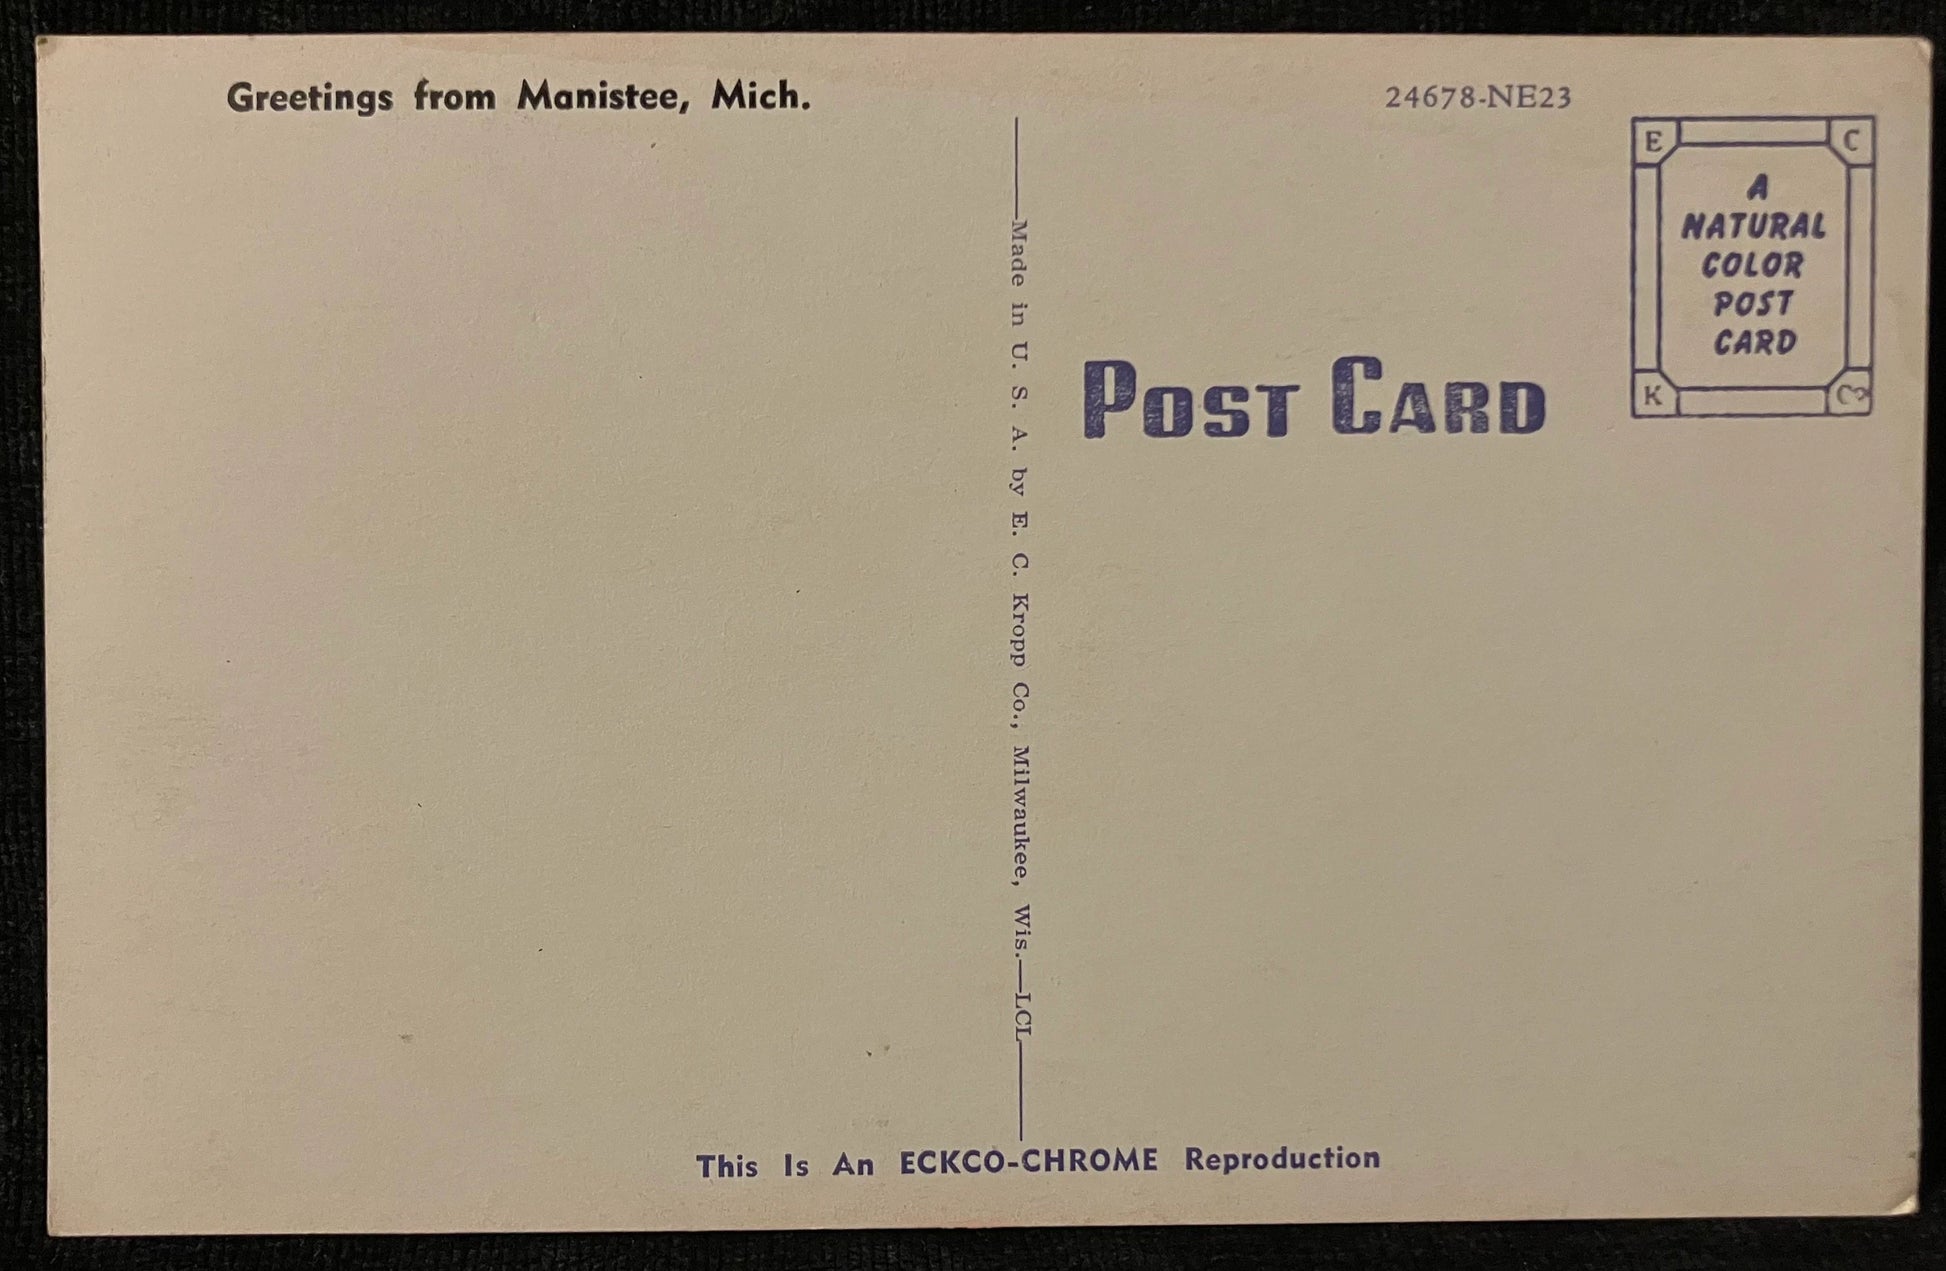 Greetings from Manistee, Mich.
24678-NE23
E C
A
NATURAL
COLOR
POST
CARD
K Co
POST CARD
Made in U. S. A. by E. C. Kropp Co., Milwaukee, Wis.—LCL
This Is An ECKCO-CHROME Reproduction